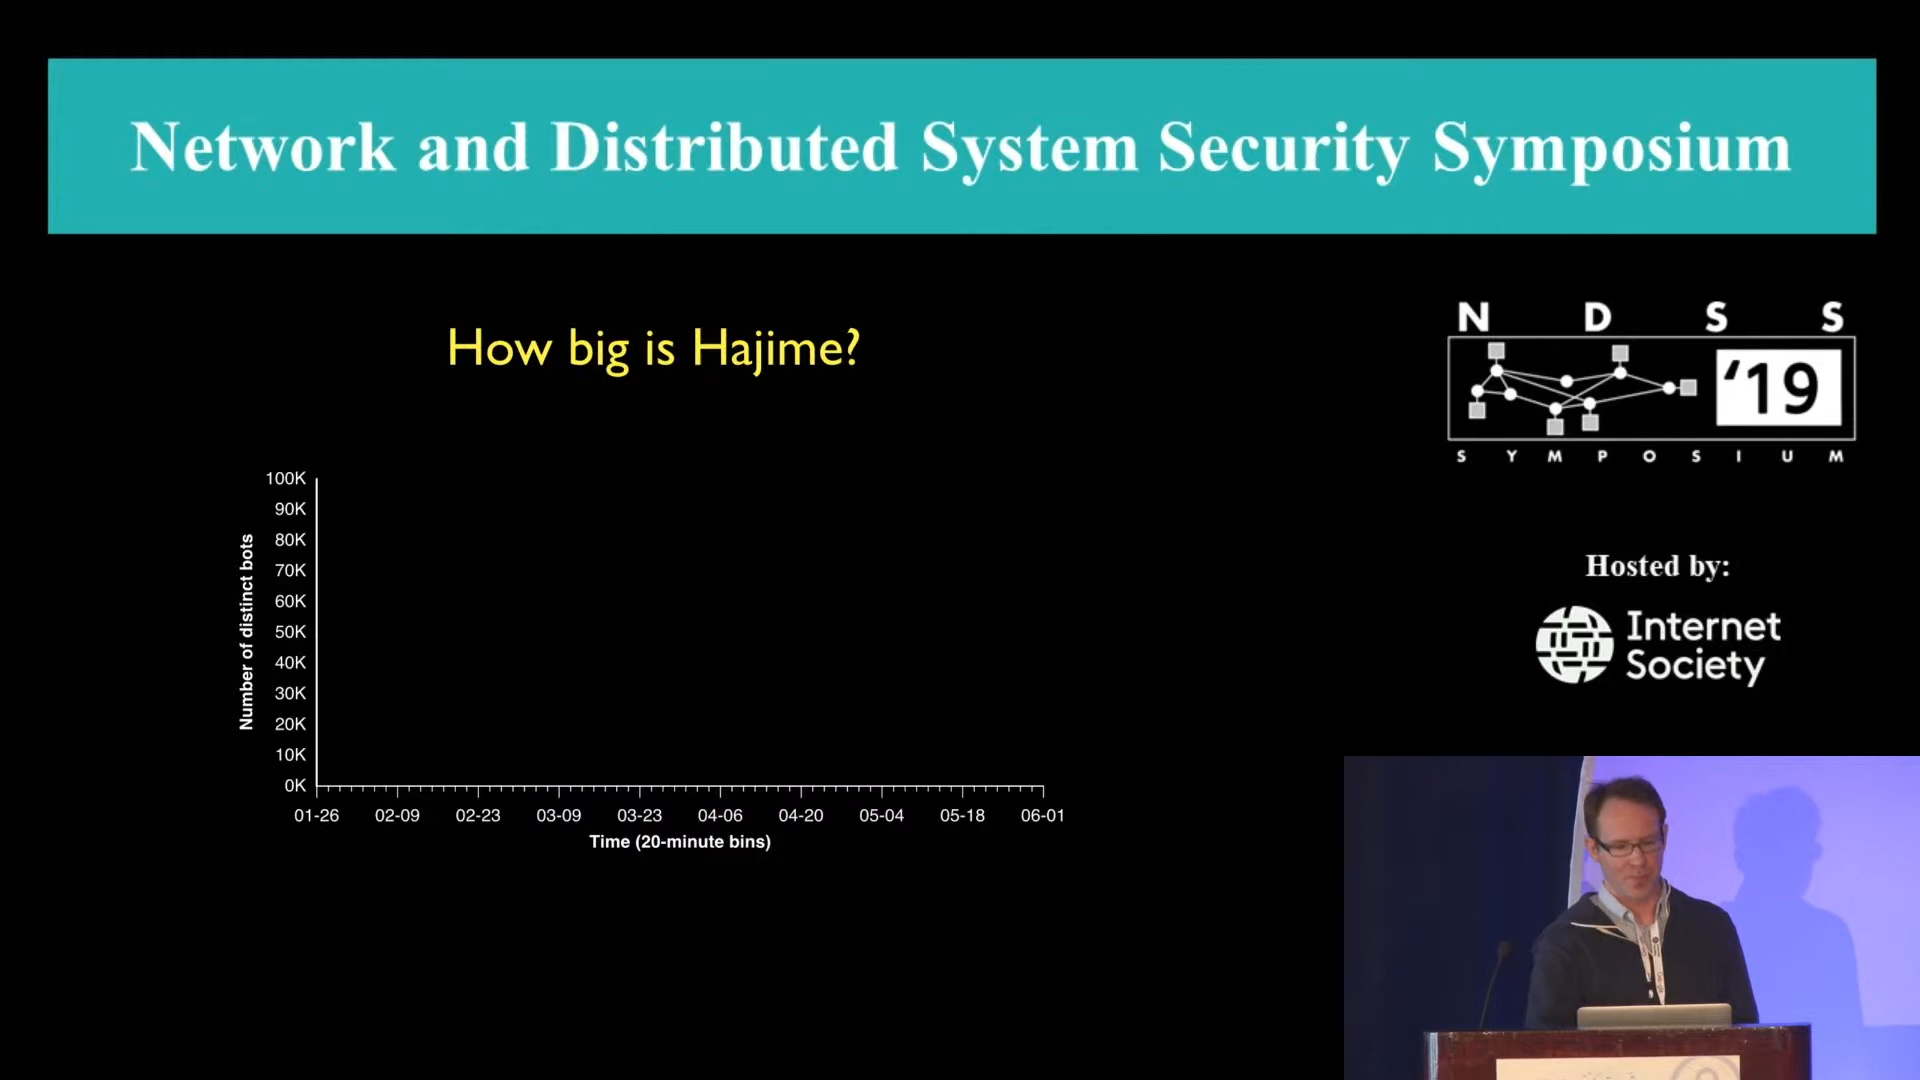 Network and Distributed System Security Symposium
How big is Hajime?
N D S S
'19
S Y M P O S I U M
Hosted by:
Internet
Society
100K
90K
80K
70K
60K
50K
40K
30K
20K
10K
0K
Number of distinct bots
01-26 02-09 02-23 03-09 03-23 04-06 04-20 05-04 05-18 06-01
Time (20-minute bins)